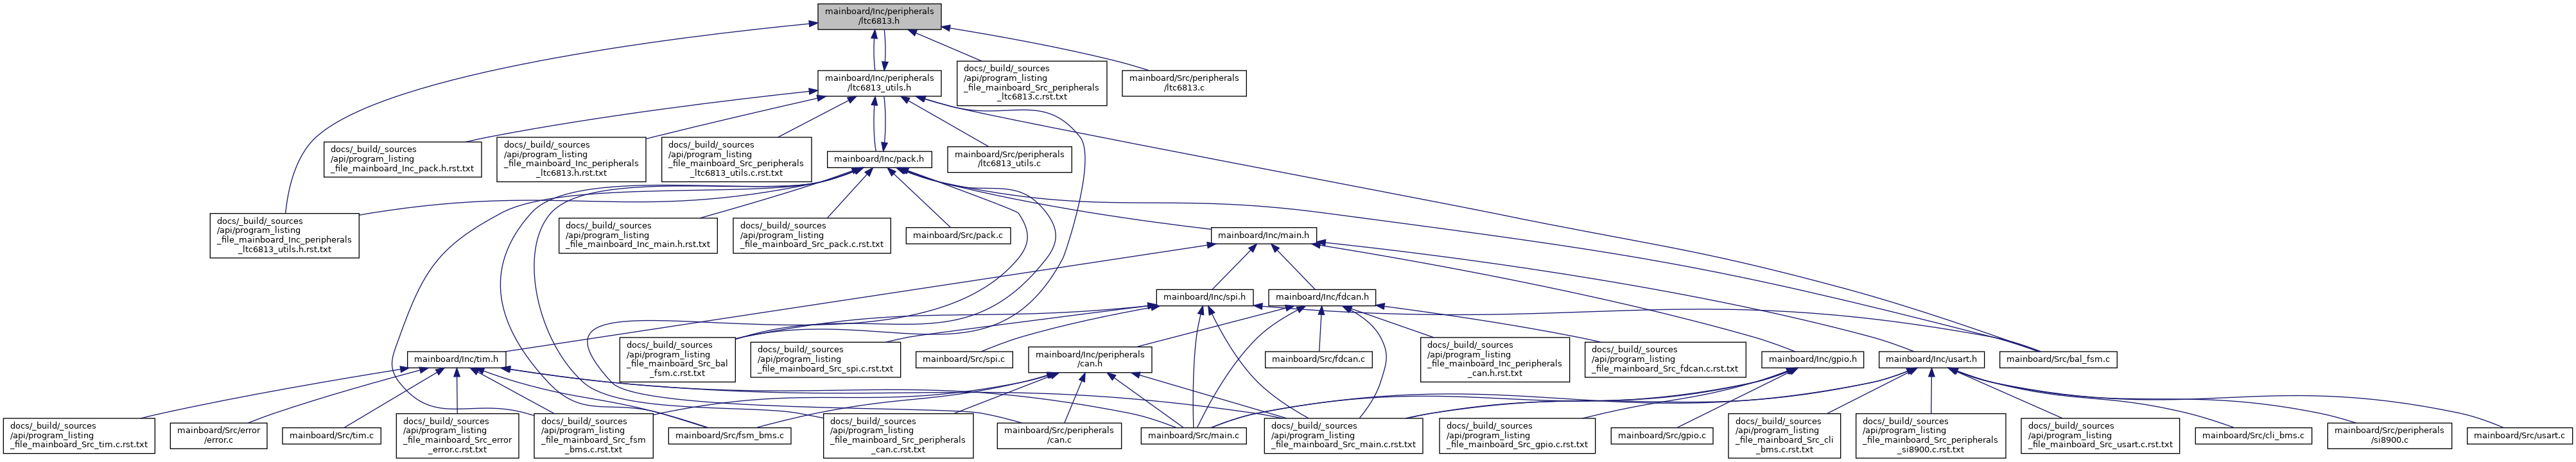 mainboard/Inc/peripherals
/ltc6813.h
mainboard/Inc/peripherals
/ltc6813_utils.h
docs/_build/_sources
/api/program_listing
_file_mainboard_Src_peripherals
_ltc6813.c.rst.txt
mainboard/Src/peripherals
/ltc6813.c
docs/_build/_sources
/api/program_listing
_file_mainboard_Inc_pack.h.rst.txt
docs/_build/_sources
/api/program_listing
_file_mainboard_Inc_peripherals
_ltc6813.h.rst.txt
docs/_build/_sources
/api/program_listing
_file_mainboard_Src_peripherals
_ltc6813_utils.c.rst.txt
mainboard/Inc/pack.h
mainboard/Src/peripherals
/ltc6813_utils.c
docs/_build/_sources
/api/program_listing
_file_mainboard_Inc_peripherals
_ltc6813_utils.h.rst.txt
docs/_build/_sources
/api/program_listing
_file_mainboard_Inc_main.h.rst.txt
docs/_build/_sources
/api/program_listing
_file_mainboard_Src_pack.c.rst.txt
mainboard/Src/pack.c
mainboard/Inc/main.h
mainboard/Inc/spi.h
mainboard/Inc/fdcan.h
mainboard/Inc/tim.h
docs/_build/_sources
/api/program_listing
_file_mainboard_Src_bal
_fsm.c.rst.txt
docs/_build/_sources
/api/program_listing
_file_mainboard_Src_spi.c.rst.txt
mainboard/Src/spi.c
mainboard/Inc/peripherals
/can.h
mainboard/Src/fdcan.c
docs/_build/_sources
/api/program_listing
_file_mainboard_Inc_peripherals
_can.h.rst.txt
docs/_build/_sources
/api/program_listing
_file_mainboard_Src_fdcan.c.rst.txt
mainboard/Inc/gpio.h
mainboard/Inc/usart.h
mainboard/Src/bal_fsm.c
docs/_build/_sources
/api/program_listing
_file_mainboard_Src_tim.c.rst.txt
mainboard/Src/error
/error.c
mainboard/Src/tim.c
docs/_build/_sources
/api/program_listing
_file_mainboard_Src_error
_error.c.rst.txt
docs/_build/_sources
/api/program_listing
_file_mainboard_Src_fsm
_bms.c.rst.txt
mainboard/Src/fsm_bms.c
docs/_build/_sources
/api/program_listing
_file_mainboard_Src_peripherals
_can.c.rst.txt
mainboard/Src/peripherals
/can.c
mainboard/Src/main.c
docs/_build/_sources
/api/program_listing
_file_mainboard_Src_main.c.rst.txt
docs/_build/_sources
/api/program_listing
_file_mainboard_Src_gpio.c.rst.txt
mainboard/Src/gpio.c
docs/_build/_sources
/api/program_listing
_file_mainboard_Src_cli
_bms.c.rst.txt
docs/_build/_sources
/api/program_listing
_file_mainboard_Src_peripherals
_si8900.c.rst.txt
docs/_build/_sources
/api/program_listing
_file_mainboard_Src_usart.c.rst.txt
mainboard/Src/cli_bms.c
mainboard/Src/peripherals
/si8900.c
mainboard/Src/usart.c